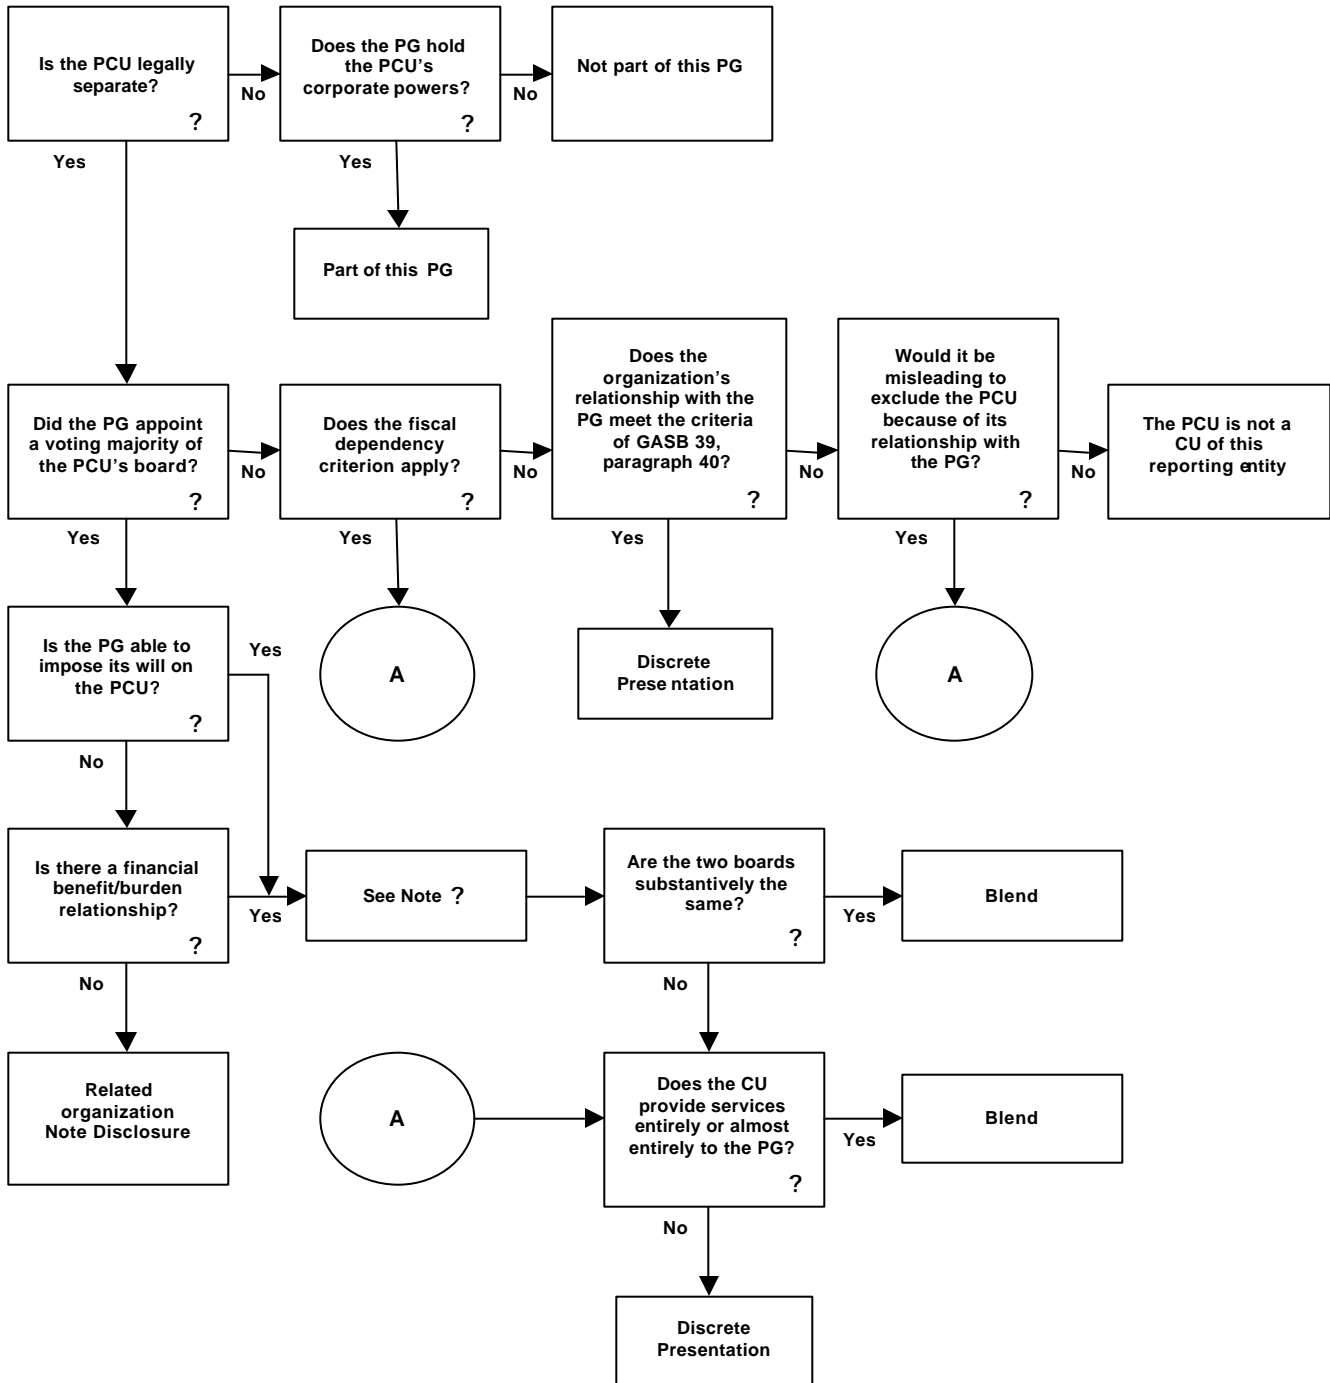 Is the PCU legally
separate?
?
No
Does the PG hold
the PCU's
corporate powers?
?
No
Not part of this PG
Yes
Yes
Part of this PG
Did the PG appoint
a voting majority of
the PCU's board?
?
No
Does the fiscal
dependency
criterion apply?
?
No
Does the
organization's
relationship with the
PG meet the criteria
of GASB 39,
paragraph 40?
?
No
Would it be
misleading to
exclude the PCU
because of its
relationship with
the PG?
?
No
The PCU is not a
CU of this
reporting entity
Yes
Yes
Yes
Yes
Is the PG able to
impose its will on
the PCU?
?
Yes
A
Discrete
Prese ntation
A
No
Is there a financial
benefit/burden
relationship?
?
Yes
See Note ?
Are the two boards
substantively the
same?
?
Yes
Blend
No
No
Related
organization
Note Disclosure
A
Does the CU
provide services
entirely or almost
entirely to the PG?
?
Yes
Blend
No
Discrete
Presentation